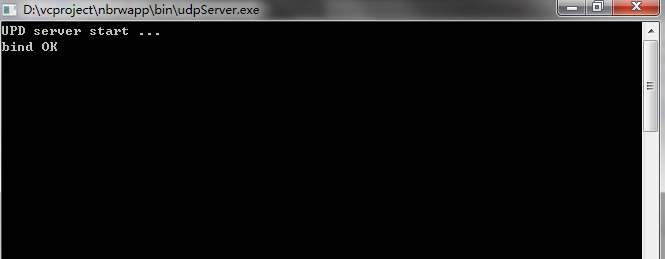 D:\vcproject\nbrwapp\bin\udpServer.exe
UPD server start ...
bind OK